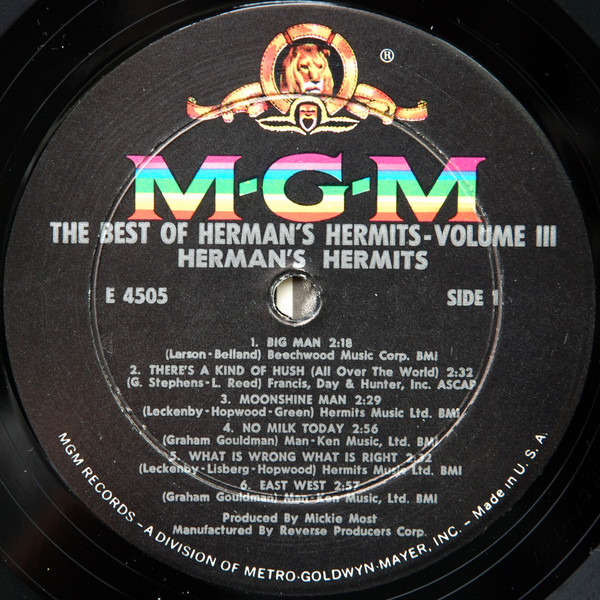 ®
M-G-M
THE BEST OF HERMAN'S HERMITS-VOLUME III
HERMAN'S HERMITS
E 4505 SIDE 1
1. BIG MAN 2:18
(Larson-Belland) Beechwood Music Corp. BMI
2. THERE'S A KIND OF HUSH (All Over The World) 2:32
(G. Stephens-L. Reed) Francis, Day & Hunter, Inc. ASCAP
3. MOONSHINE MAN 2:29
(Leckenby-Hopwood-Green) Hermits Music Ltd. BMI
4. NO MILK TODAY 2:56
(Graham Gouldman) Man-Ken Music, Ltd. BMI
5. WHAT IS WRONG WHAT IS RIGHT 2:32
(Leckenby-Lisberg-Hopwood) Hermits Music Ltd. BMI
6. EAST WEST 2:57
(Graham Gouldman) Man-Ken Music, Ltd. BMI
Produced By Mickie Most
Manufactured By Reverse Producers Corp.
MGM RECORDS - A DIVISION OF METRO-GOLDWYN-MAYER, INC. - Made in U.S.A.